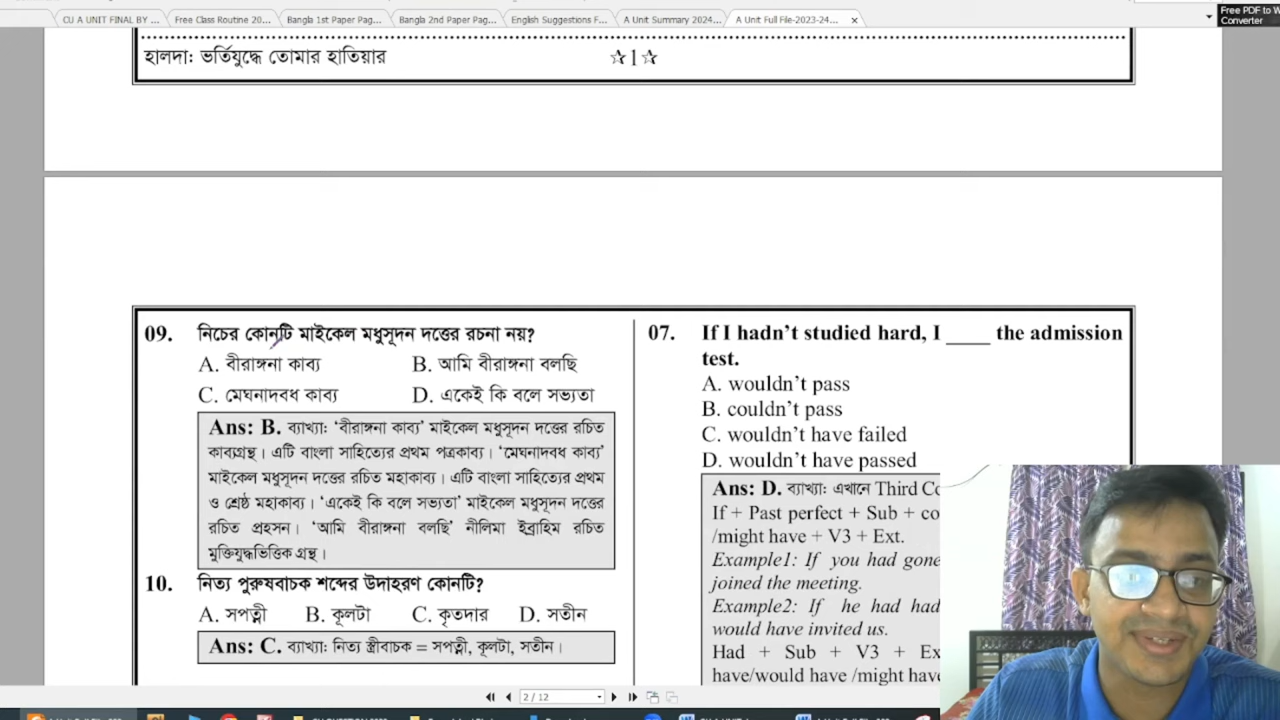 CU A UNIT FINAL BY ...
Free Class Routine 20...
Bangla 1st Paper Pag...
Bangla 2nd Paper Pag...
English Suggestions F...
A Unit Summary 2024...
A Unit Full File-2023-24...
Free PDF to W
Converter
হালদা: ভর্তিযুদ্ধে তোমার হাতিয়ার
☆1☆
09. নিচের কোনটি মাইকেল মধুসূদন দত্তের রচনা নয়?
A. বীরাঙ্গনা কাব্য B. আমি বীরাঙ্গনা বলছি
C. মেঘনাদবধ কাব্য D. একেই কি বলে সভ্যতা
Ans: B. ব্যাখ্যা: ‘বীরাঙ্গনা কাব্য’ মাইকেল মধুসূদন দত্তের রচিত
কাব্যগ্রন্থ। এটি বাংলা সাহিত্যের প্রথম পত্রকাব্য। ‘মেঘনাদবধ কাব্য’
মাইকেল মধুসূদন দত্তের রচিত মহাকাব্য। এটি বাংলা সাহিত্যের প্রথম
ও শ্রেষ্ঠ মহাকাব্য। ‘একেই কি বলে সভ্যতা’ মাইকেল মধুসূদন দত্তের
রচিত প্রহসন। ‘আমি বীরাঙ্গনা বলছি’ নীলিমা ইব্রাহিম রচিত
মুক্তিযুদ্ধভিত্তিক গ্রন্থ।
10. নিত্য পুরুষবাচক শব্দের উদাহরণ কোনটি?
A. সপত্নী B. কূলটা C. কৃতদার D. সতীন
Ans: C. ব্যাখ্যা: নিত্য স্ত্রীবাচক = সপত্নী, কূলটা, সতীন।
07. If I hadn’t studied hard, I _____ the admission
test.
A. wouldn’t pass
B. couldn’t pass
C. wouldn’t have failed
D. wouldn’t have passed
Ans: D. ব্যাখ্যা: এখানে Third Co
If + Past perfect + Sub + co
/might have + V3 + Ext.
Example1: If you had gone
joined the meeting.
Example2: If he had had
would have invited us.
Had + Sub + V3 + Ex
have/would have /might have
2 / 12